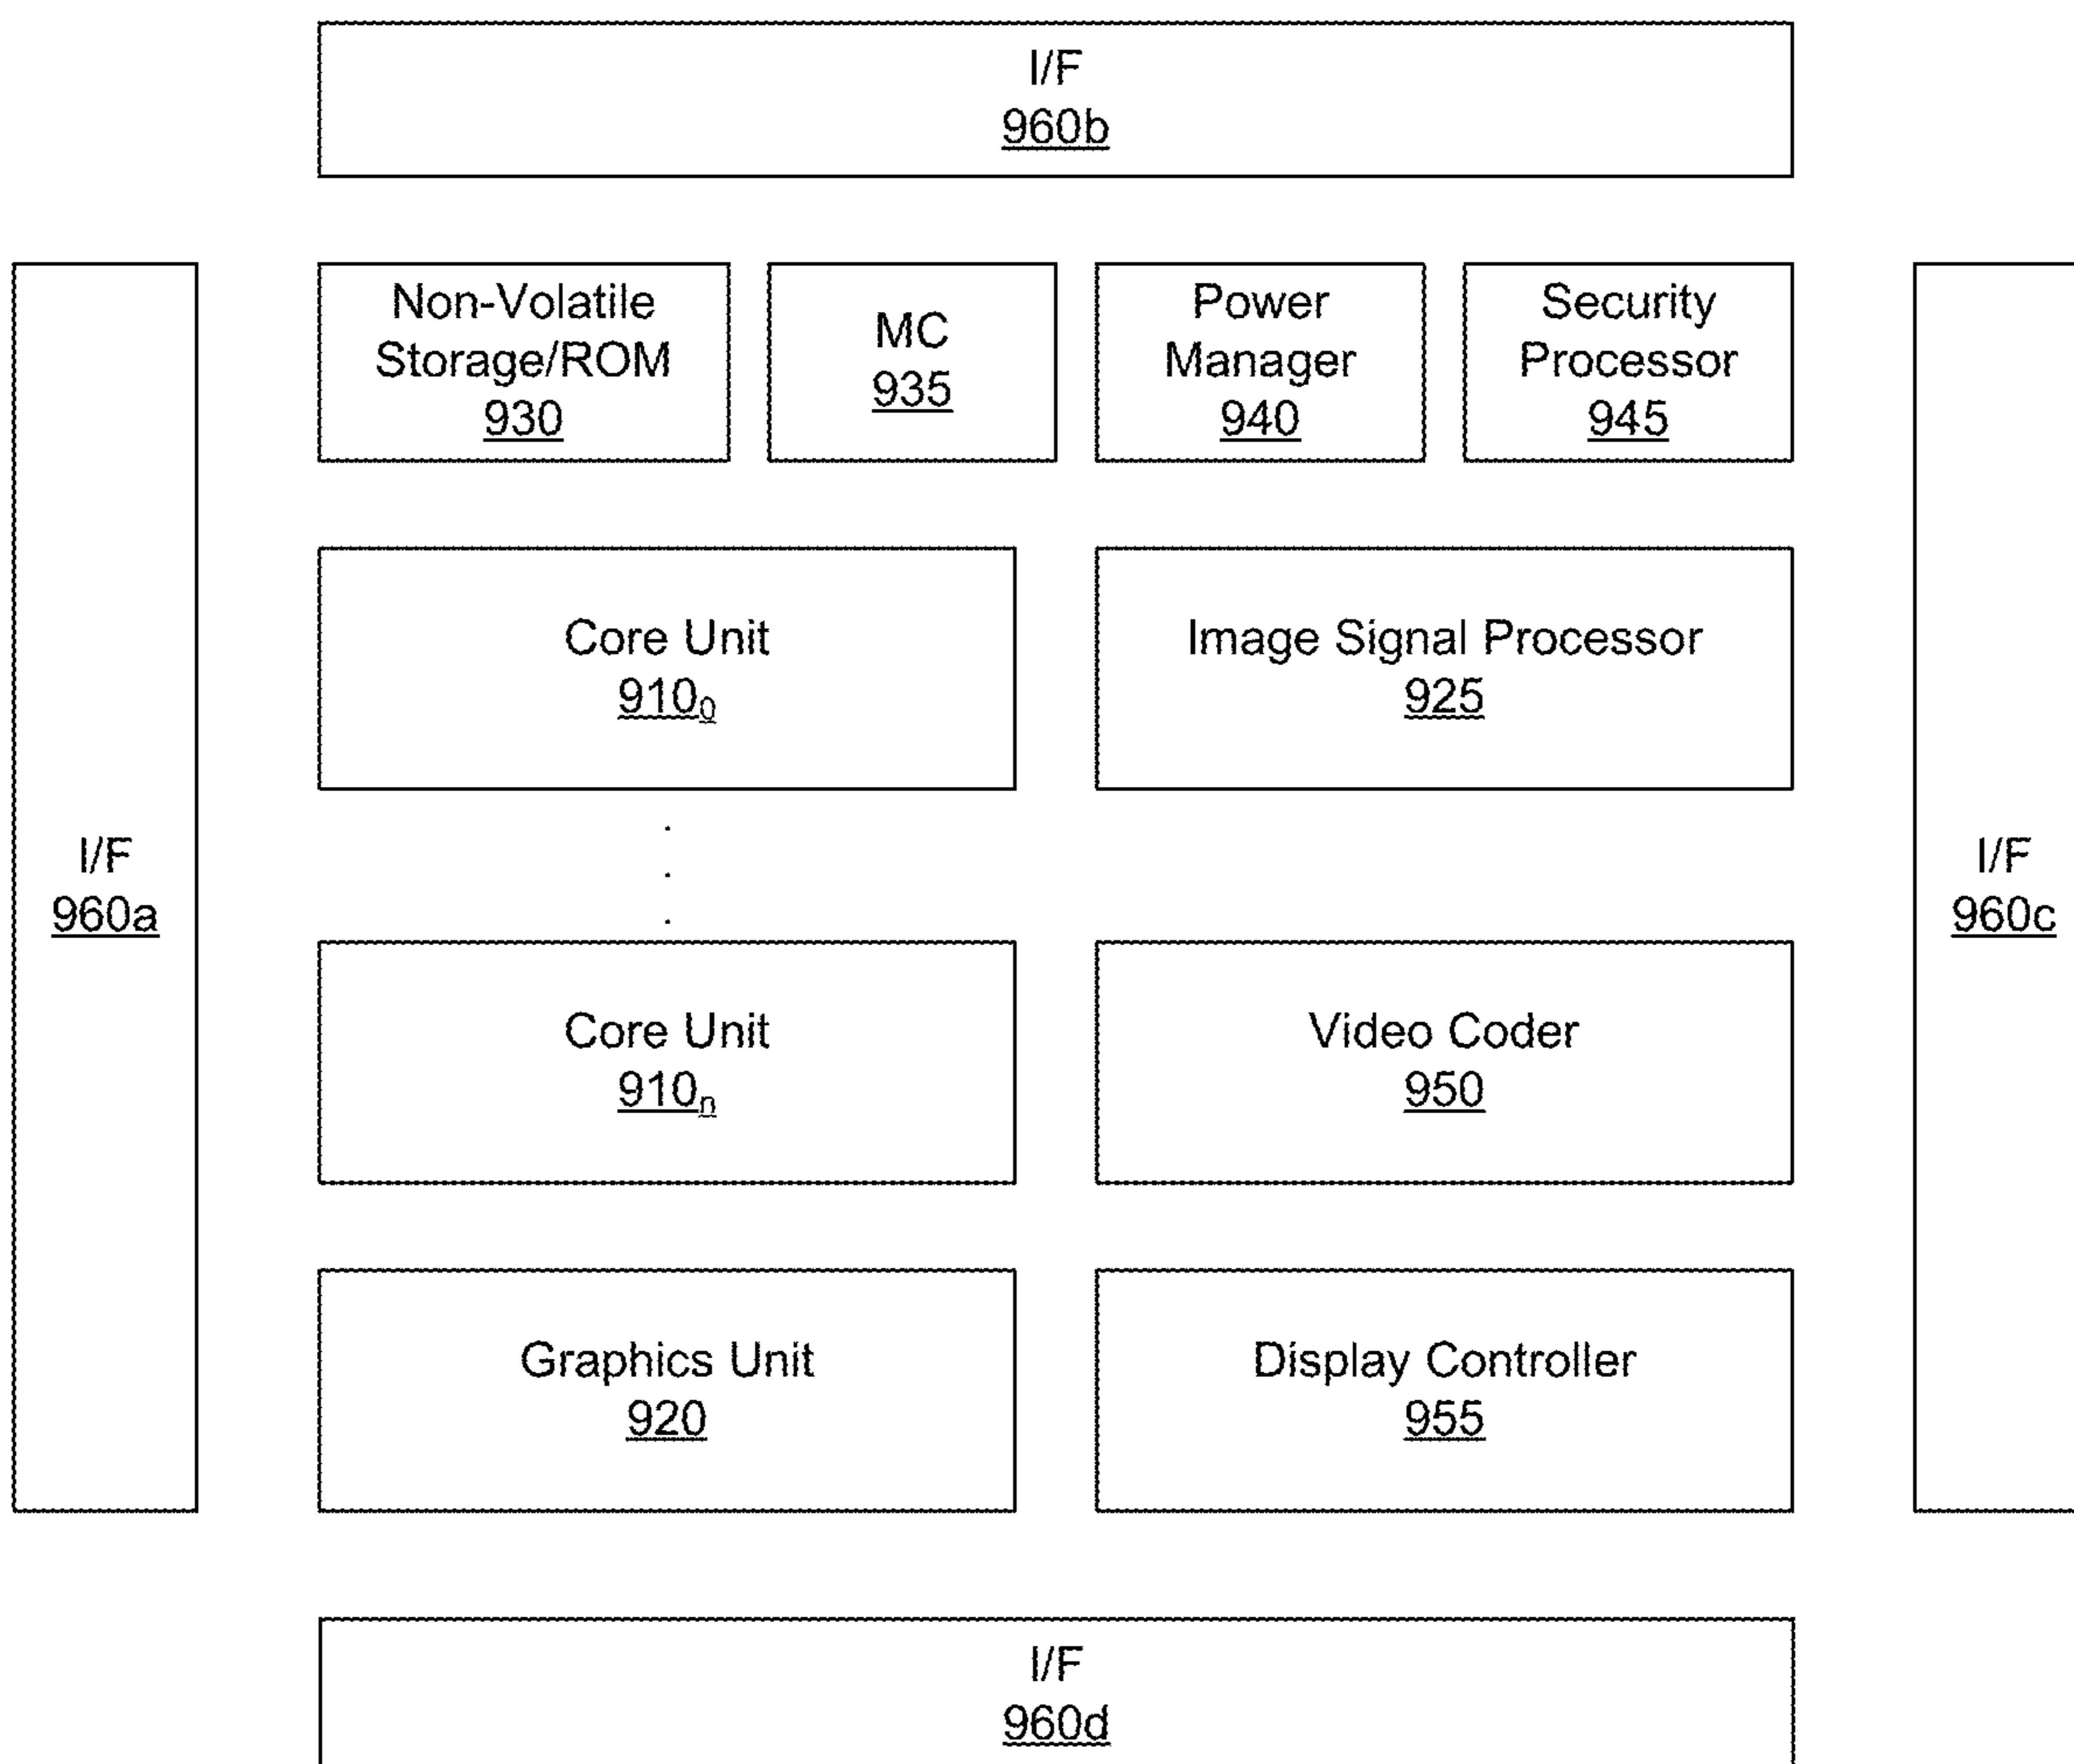 I/F
960b
Non-Volatile
Storage/ROM
930
MC
935
Power
Manager
940
Security
Processor
945
Core Unit
910₀
Image Signal Processor
925
I/F
960a
I/F
960c
Core Unit
910ₙ
Video Coder
950
Graphics Unit
920
Display Controller
955
I/F
960d